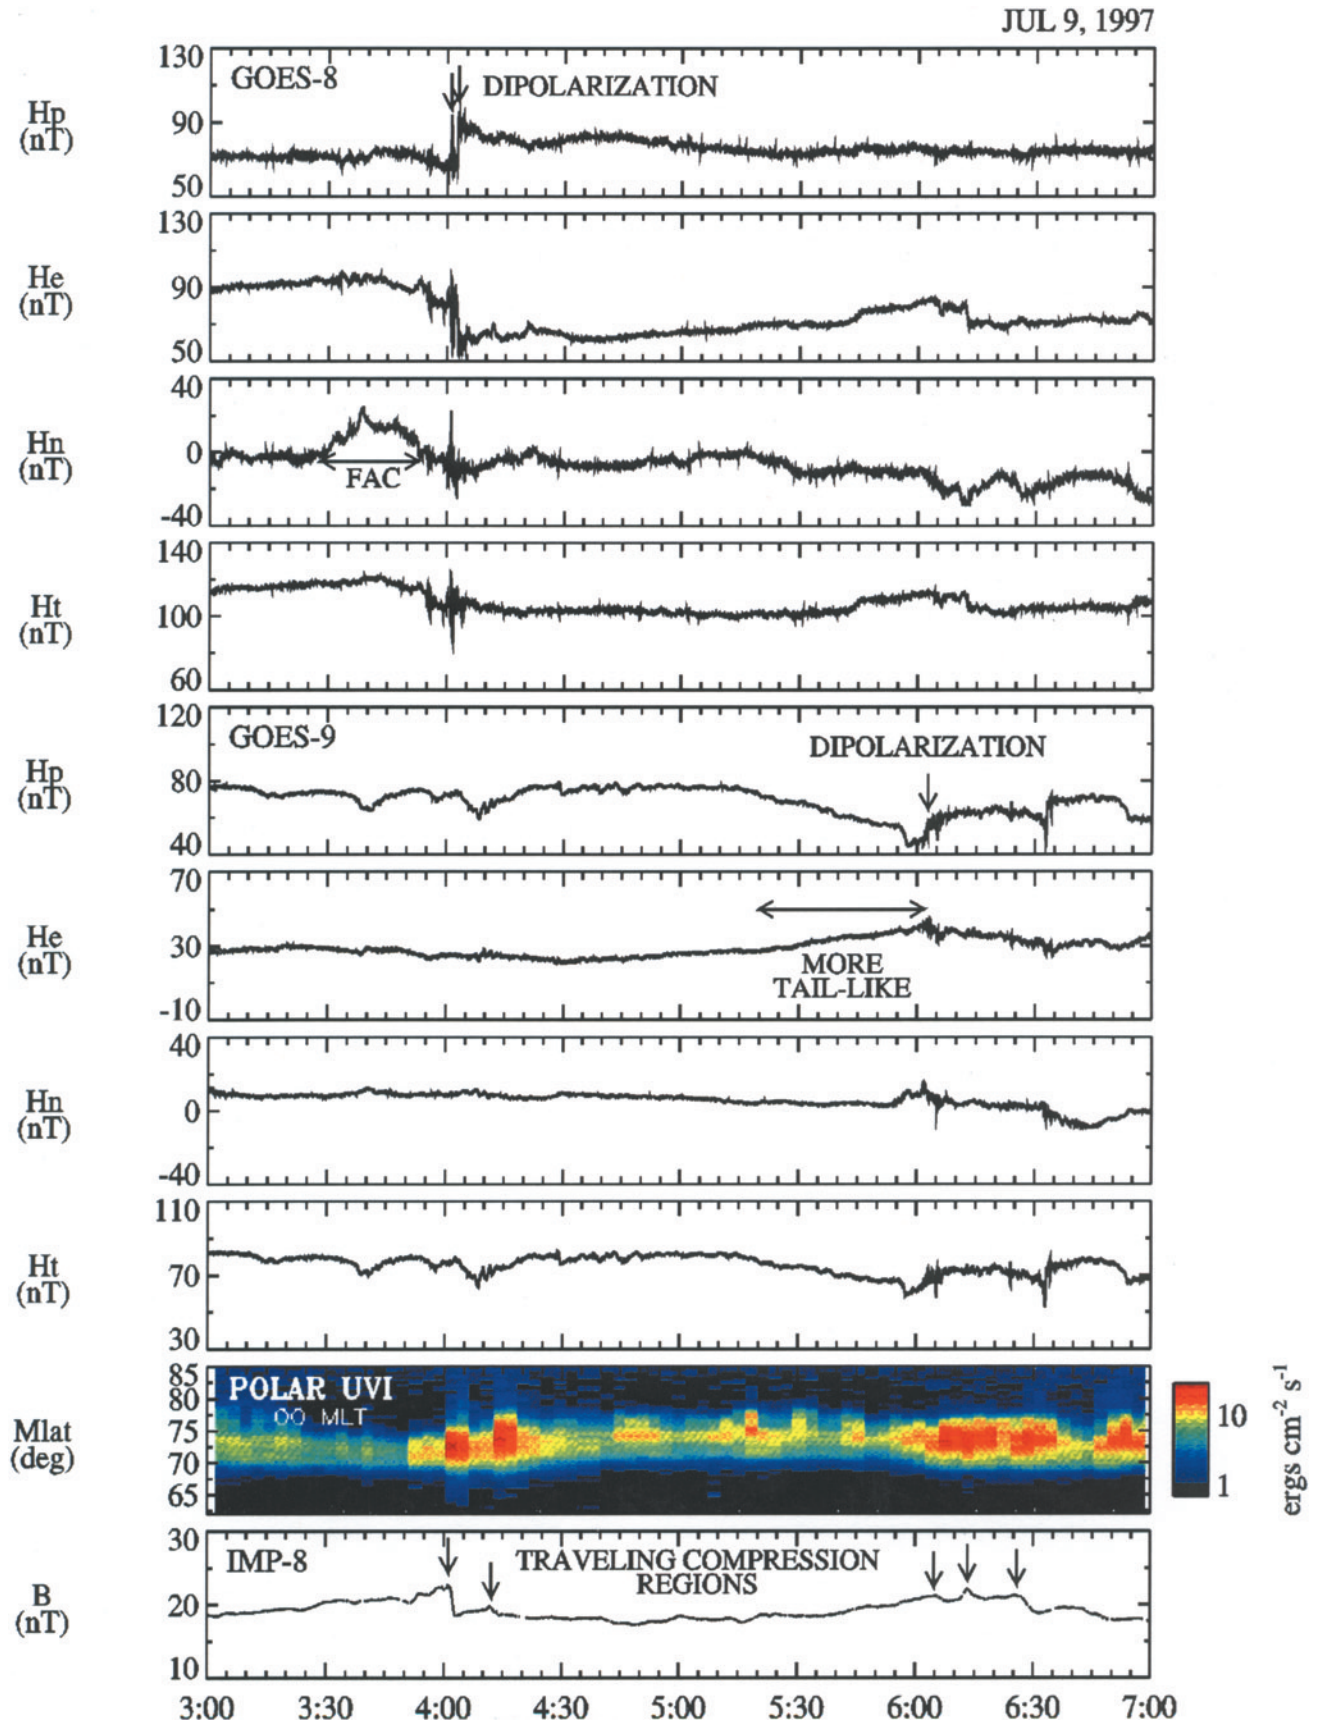 JUL 9, 1997
130
90
50
Hp
(nT)
GOES-8
DIPOLARIZATION
130
90
50
He
(nT)
40
0
-40
Hn
(nT)
FAC
140
100
60
Ht
(nT)
120
80
40
Hp
(nT)
GOES-9
DIPOLARIZATION
70
30
-10
He
(nT)
MORE
TAIL-LIKE
40
0
-40
Hn
(nT)
110
70
30
Ht
(nT)
85
80
75
70
65
Mlat
(deg)
POLAR UVI
00 MLT
10
1
ergs cm-2 s-1
30
20
10
B
(nT)
IMP-8
TRAVELING COMPRESSION
REGIONS
3:00 3:30 4:00 4:30 5:00 5:30 6:00 6:30 7:00